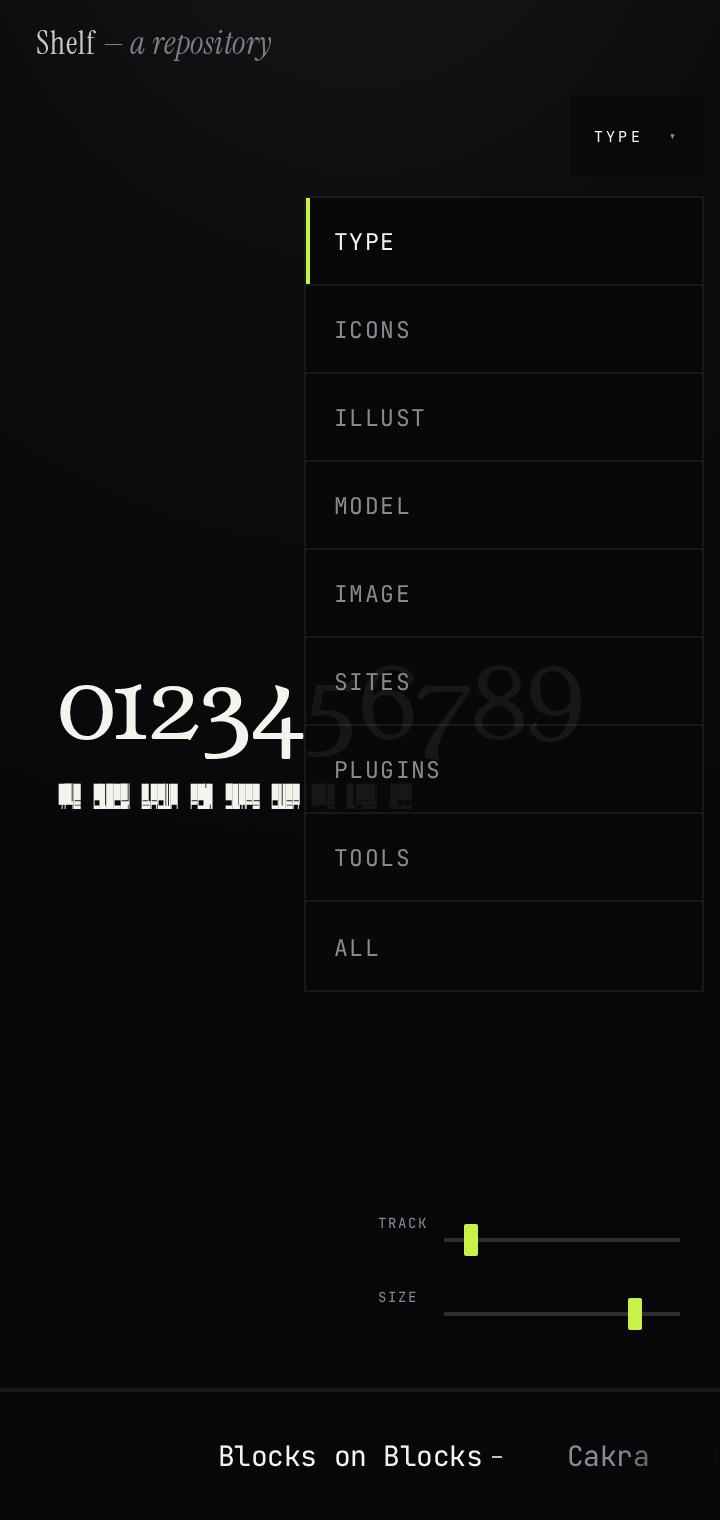 Shelf — a repository
TYPE ▾
TYPE
ICONS
ILLUST
MODEL
IMAGE
SITES
0123456789
PLUGINS
TOOLS
ALL
TRACK
SIZE
Blocks on Blocks – Cakra